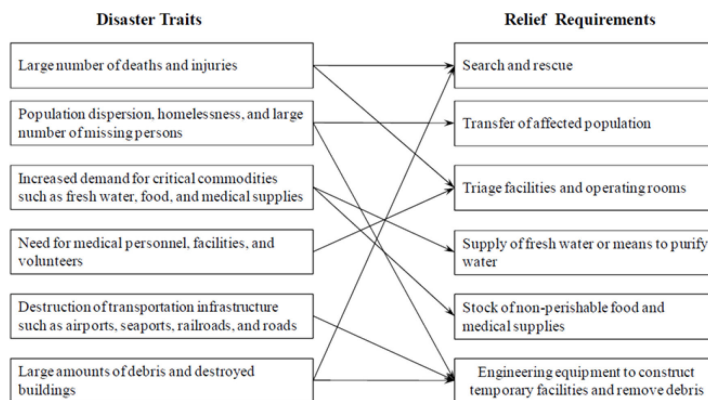 Disaster Traits
Relief Requirements
Large number of deaths and injuries
Search and rescue
Population dispersion, homelessness, and large
number of missing persons
Transfer of affected population
Increased demand for critical commodities
such as fresh water, food, and medical supplies
Triage facilities and operating rooms
Need for medical personnel, facilities, and
volunteers
Supply of fresh water or means to purify
water
Destruction of transportation infrastructure
such as airports, seaports, railroads, and roads
Stock of non-perishable food and
medical supplies
Large amounts of debris and destroyed
buildings
Engineering equipment to construct
temporary facilities and remove debris